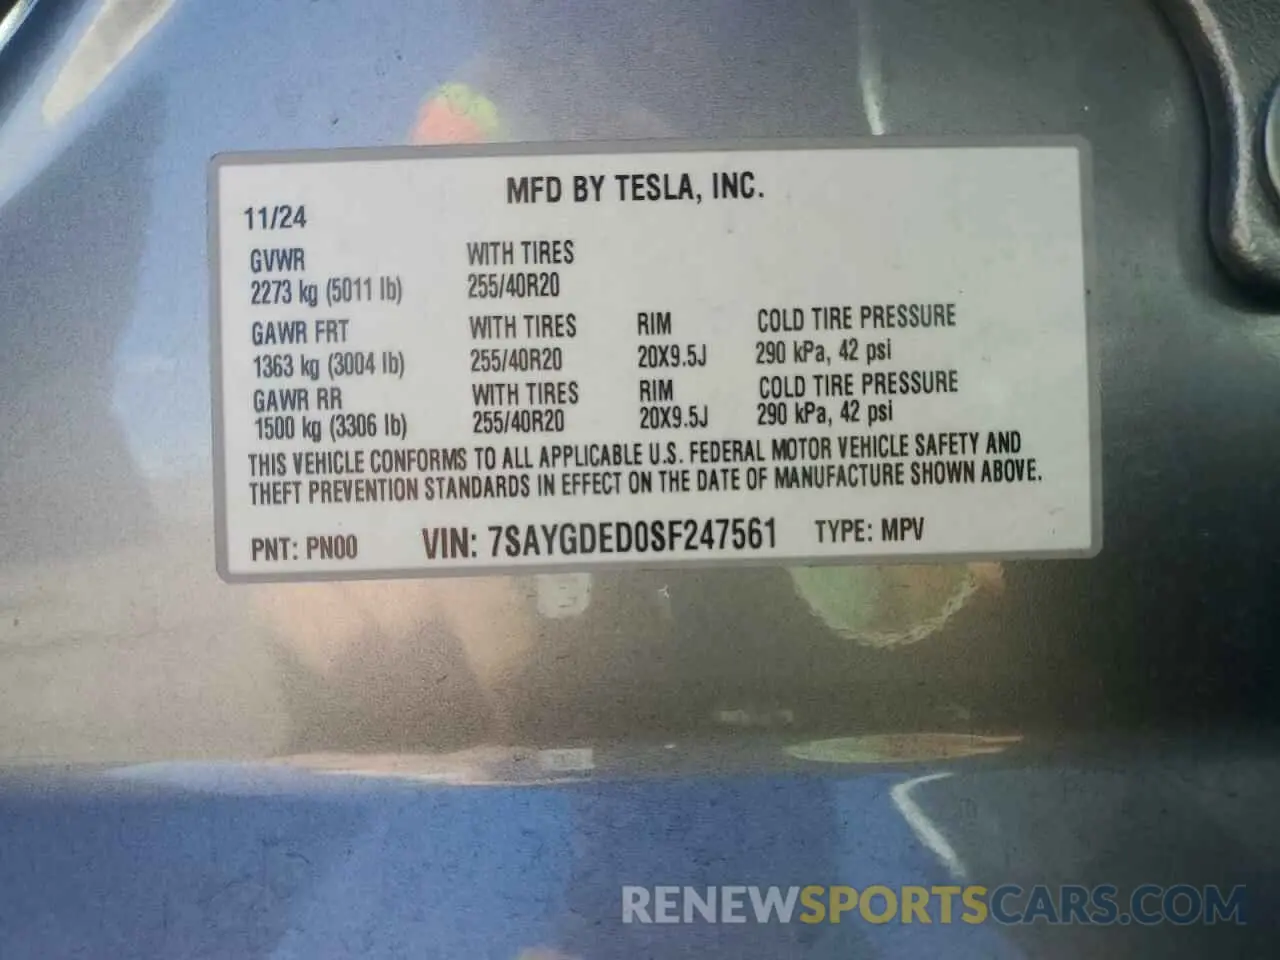 MFD BY TESLA, INC.
11/24
GVWR WITH TIRES
2273 kg (5011 lb) 255/40R20
GAWR FRT WITH TIRES RIM COLD TIRE PRESSURE
1363 kg (3004 lb) 255/40R20 20X9.5J 290 kPa, 42 psi
GAWR RR WITH TIRES RIM COLD TIRE PRESSURE
1500 kg (3306 lb) 255/40R20 20X9.5J 290 kPa, 42 psi
THIS VEHICLE CONFORMS TO ALL APPLICABLE U.S. FEDERAL MOTOR VEHICLE SAFETY AND
THEFT PREVENTION STANDARDS IN EFFECT ON THE DATE OF MANUFACTURE SHOWN ABOVE.
PNT: PN00 VIN: 7SAYGDED0SF247561 TYPE: MPV
RENEWSPORTSCARS.COM